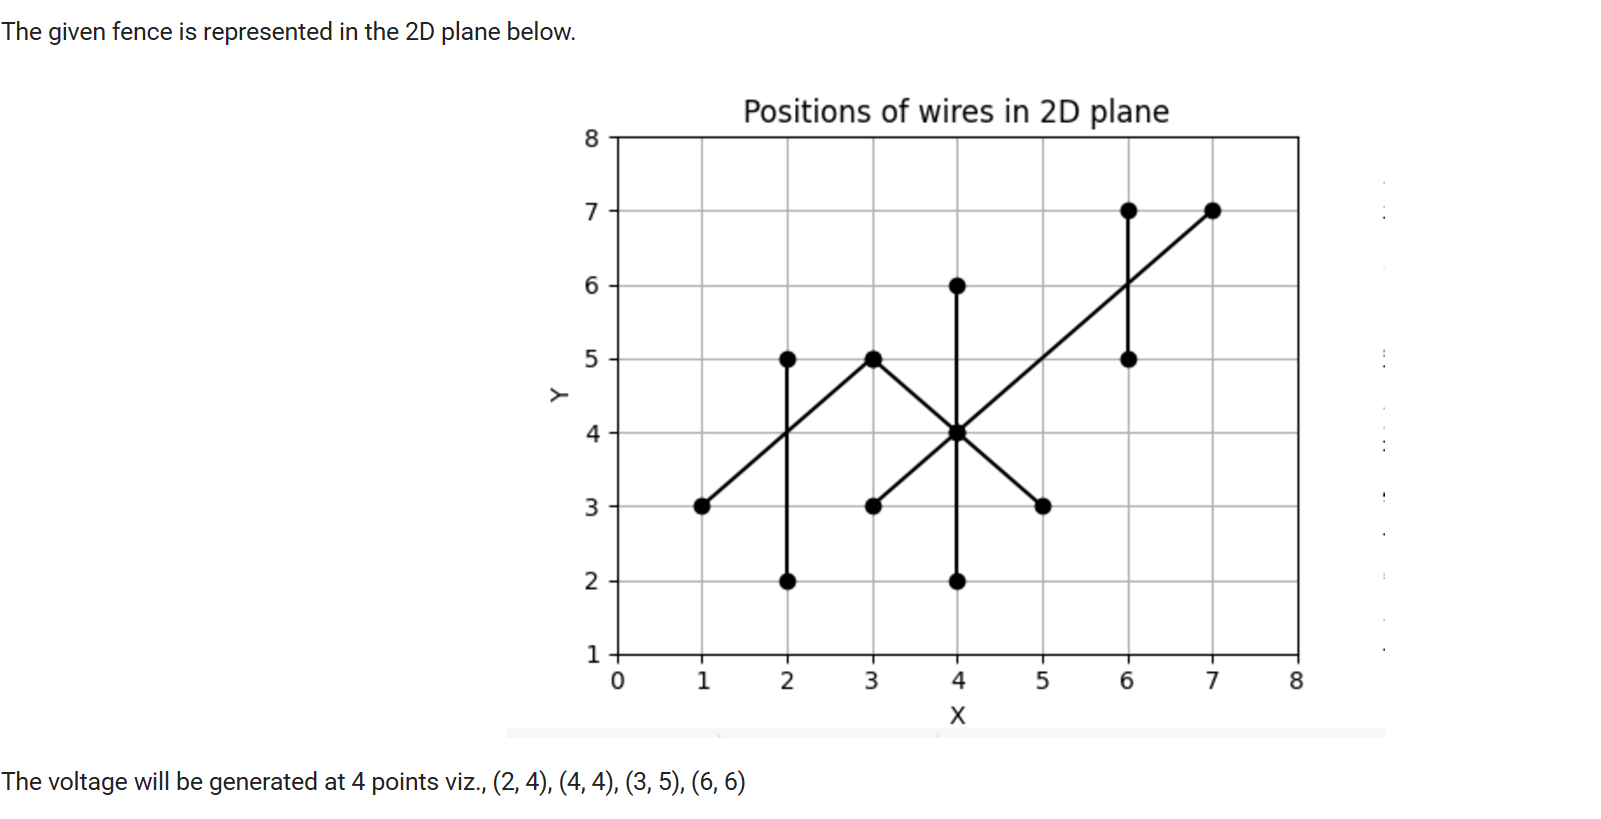 The given fence is represented in the 2D plane below.
Positions of wires in 2D plane
8
7
6
5
4
3
2
1
Y
0 1 2 3 4 5 6 7 8
X
The voltage will be generated at 4 points viz., (2, 4), (4, 4), (3, 5), (6, 6)